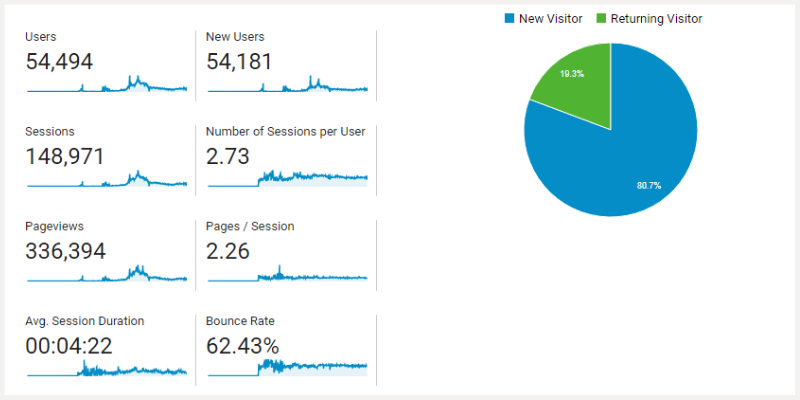 New Visitor Returning Visitor
Users New Users
54,494 54,181
Sessions Number of Sessions per User
148,971 2.73
Pageviews Pages / Session
336,394 2.26
Avg. Session Duration Bounce Rate
00:04:22 62.43%
19.3%
80.7%